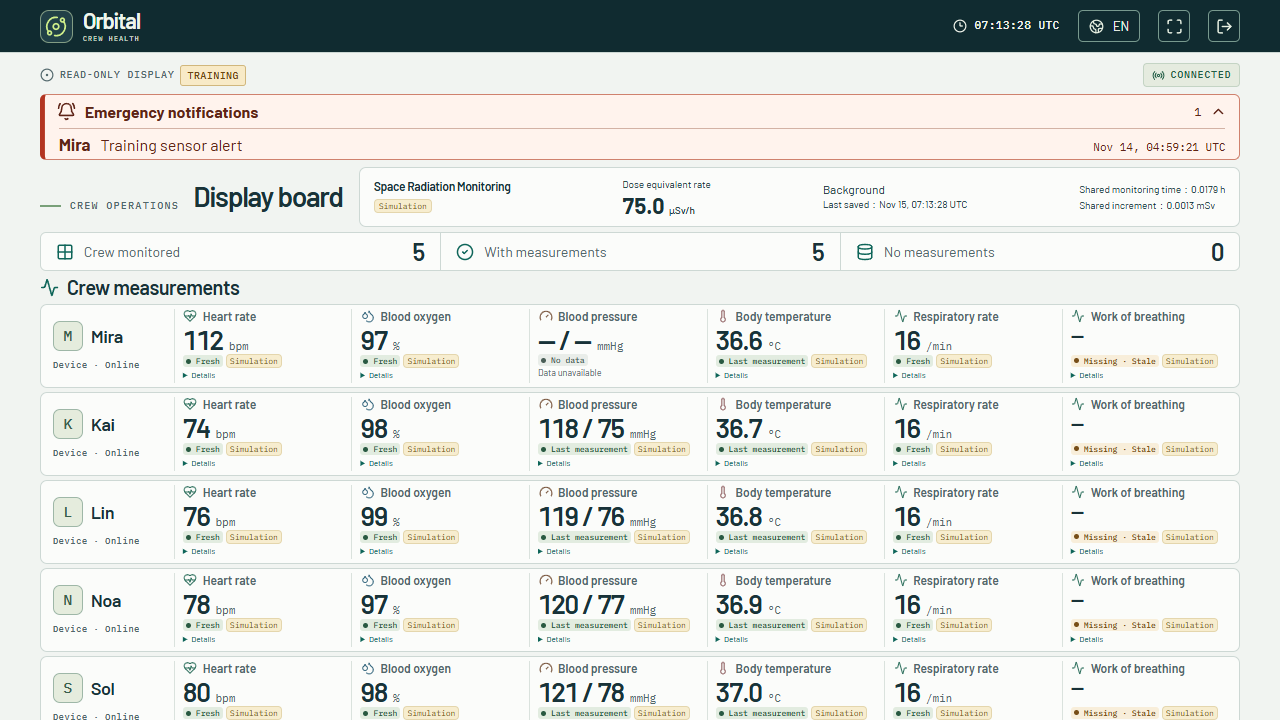 Orbital
CREW HEALTH
07:13:28 UTC
EN
READ-ONLY DISPLAY
TRAINING
CONNECTED
Emergency notifications
1
Mira Training sensor alert
Nov 14, 04:59:21 UTC
CREW OPERATIONS
Display board
Space Radiation Monitoring
Simulation
Dose equivalent rate
75.0 μSv/h
Background
Last saved : Nov 15, 07:13:28 UTC
Shared monitoring time : 0.0179 h
Shared increment : 0.0013 mSv
Crew monitored 5
With measurements 5
No measurements 0
Crew measurements
M Mira
Device · Online
Heart rate
112 bpm
Fresh Simulation
Details
Blood oxygen
97 %
Fresh Simulation
Details
Blood pressure
— / — mmHg
No data
Data unavailable
Body temperature
36.6 °C
Last measurement Simulation
Details
Respiratory rate
16 /min
Fresh Simulation
Details
Work of breathing
—
Missing · Stale Simulation
Details
K Kai
Device · Online
Heart rate
74 bpm
Fresh Simulation
Details
Blood oxygen
98 %
Fresh Simulation
Details
Blood pressure
118 / 75 mmHg
Last measurement Simulation
Details
Body temperature
36.7 °C
Last measurement Simulation
Details
Respiratory rate
16 /min
Fresh Simulation
Details
Work of breathing
—
Missing · Stale Simulation
Details
L Lin
Device · Online
Heart rate
76 bpm
Fresh Simulation
Details
Blood oxygen
99 %
Fresh Simulation
Details
Blood pressure
119 / 76 mmHg
Last measurement Simulation
Details
Body temperature
36.8 °C
Last measurement Simulation
Details
Respiratory rate
16 /min
Fresh Simulation
Details
Work of breathing
—
Missing · Stale Simulation
Details
N Noa
Device · Online
Heart rate
78 bpm
Fresh Simulation
Details
Blood oxygen
97 %
Fresh Simulation
Details
Blood pressure
120 / 77 mmHg
Last measurement Simulation
Details
Body temperature
36.9 °C
Last measurement Simulation
Details
Respiratory rate
16 /min
Fresh Simulation
Details
Work of breathing
—
Missing · Stale Simulation
Details
S Sol
Device · Online
Heart rate
80 bpm
Fresh Simulation
Blood oxygen
98 %
Fresh Simulation
Blood pressure
121 / 78 mmHg
Last measurement Simulation
Body temperature
37.0 °C
Last measurement Simulation
Respiratory rate
16 /min
Fresh Simulation
Work of breathing
—
Missing · Stale Simulation